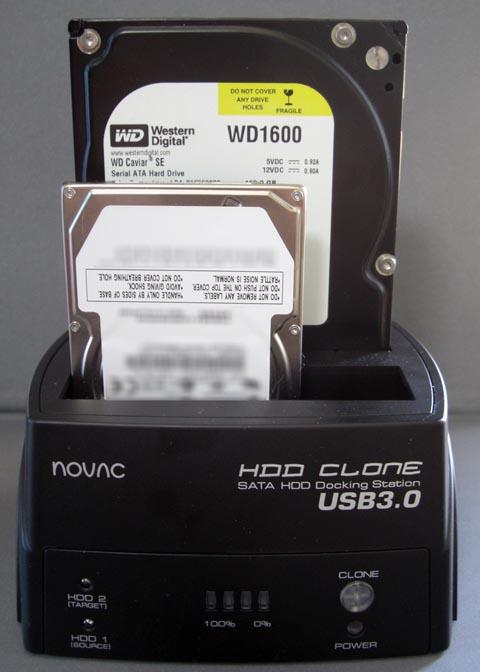 DO NOT COVER
ANY DRIVE
HOLES
FRAGILE
WD Western
Digital®
WD1600
www.westerndigital.com
WD Caviar® SE
Serial ATA Hard Drive
5VDC 0.92A
12VDC 0.90A
*DO NOT REMOVE ANY LABELS.
*DO NOT PUSH ON THE TOP COVER.
*RATTLE NOISE IS NORMAL.
*HANDLE ONLY BY SIDES OF BASE.
*AVOID GIVING SHOCK.
*DO NOT COVER BREATHING HOLE.
novac
HDD CLONE
SATA HDD Docking Station
USB3.0
HDD 2
(TARGET)
HDD 1
(SOURCE)
100% 0%
CLONE
POWER